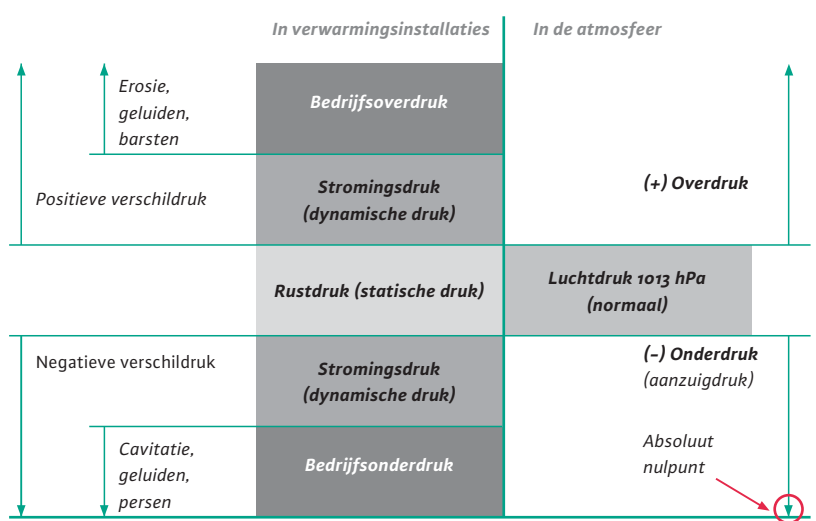 In verwarmingsinstallaties
In de atmosfeer
Erosie,
geluiden,
barsten
Bedrijfsoverdruk
Positieve verschildruk
Stromingsdruk
(dynamische druk)
(+) Overdruk
Rustdruk (statische druk)
Luchtdruk 1013 hPa
(normaal)
Negatieve verschildruk
Stromingsdruk
(dynamische druk)
(-) Onderdruk
(aanzuigdruk)
Cavitatie,
geluiden,
persen
Bedrijfsonderdruk
Absoluut
nulpunt